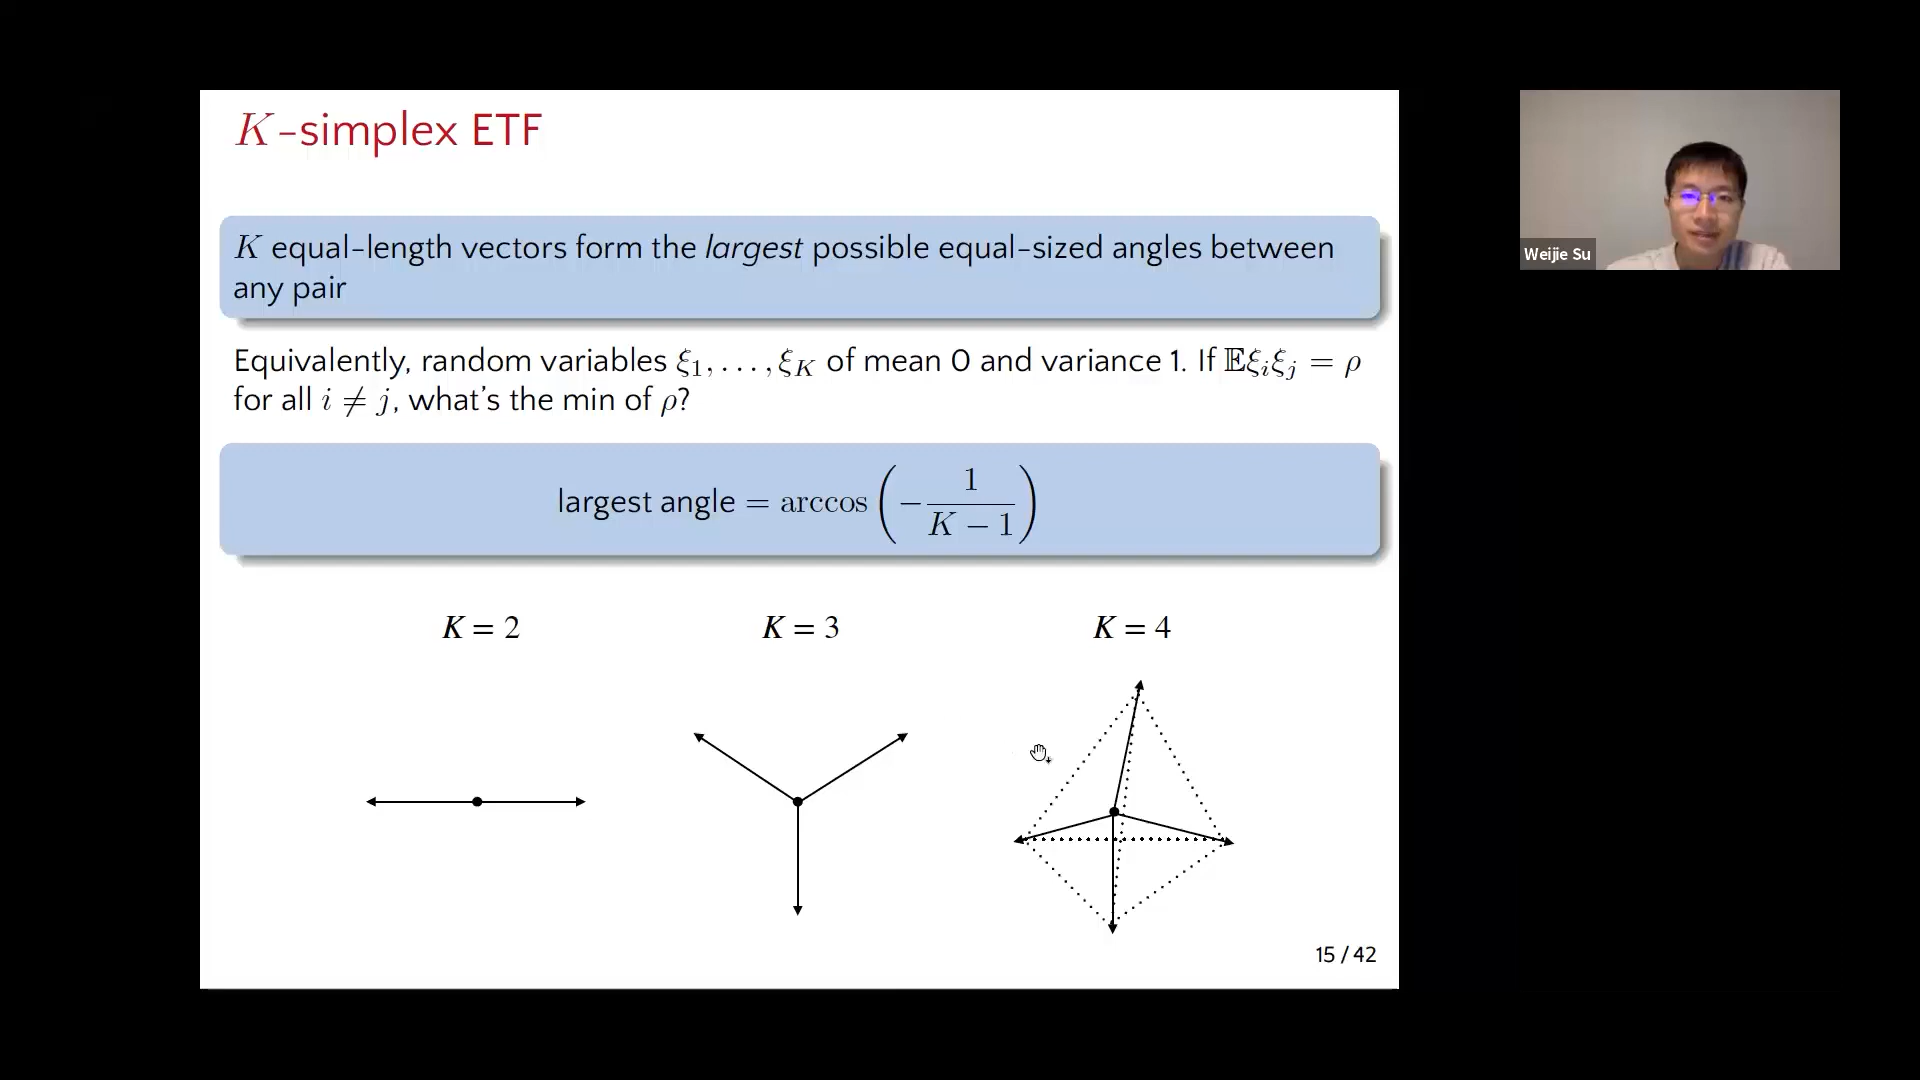 K-simplex ETF
K equal-length vectors form the largest possible equal-sized angles between
any pair
Equivalently, random variables ξ₁, . . . , ξ_K of mean 0 and variance 1. If 𝔼ξᵢξⱼ = ρ
for all i ≠ j, what's the min of ρ?
largest angle = arccos (− 1 / (K − 1))
K = 2
K = 3
K = 4
15 / 42
Weijie Su